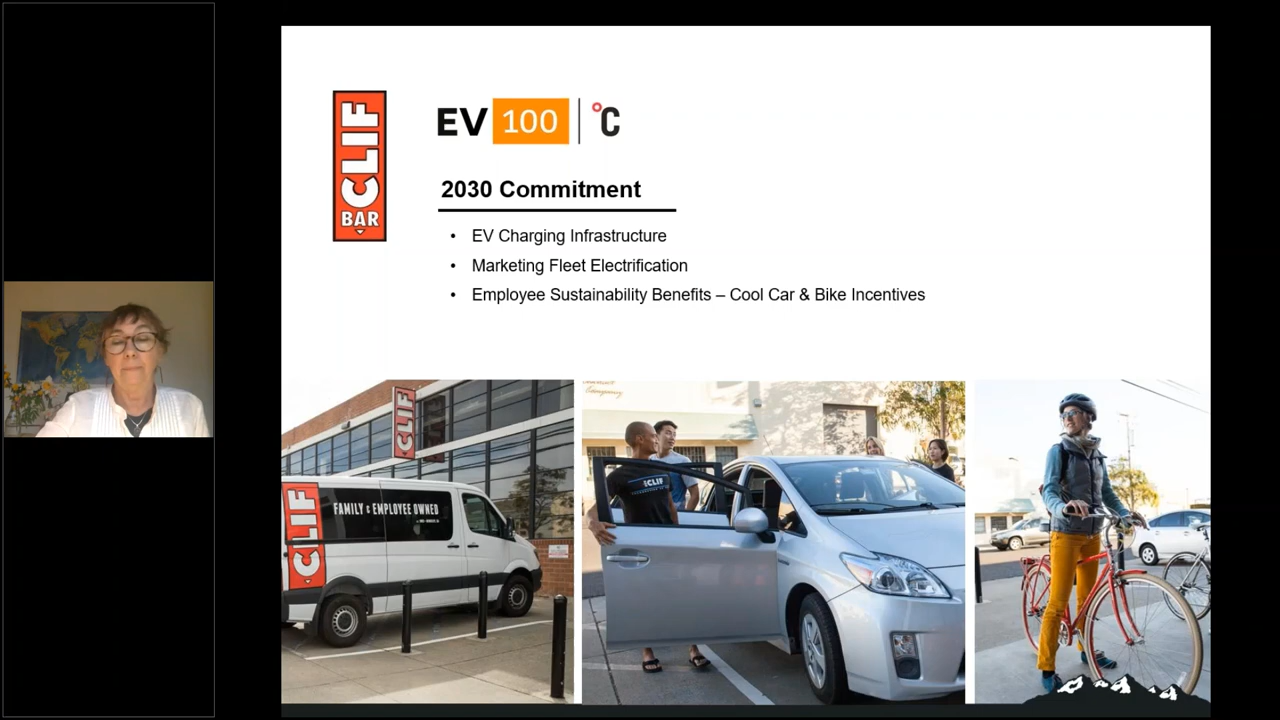 CLIF
BAR
EV 100 °C
2030 Commitment
• EV Charging Infrastructure
• Marketing Fleet Electrification
• Employee Sustainability Benefits – Cool Car & Bike Incentives
CLIF
CLIF
FAMILY & EMPLOYEE OWNED
CLIF